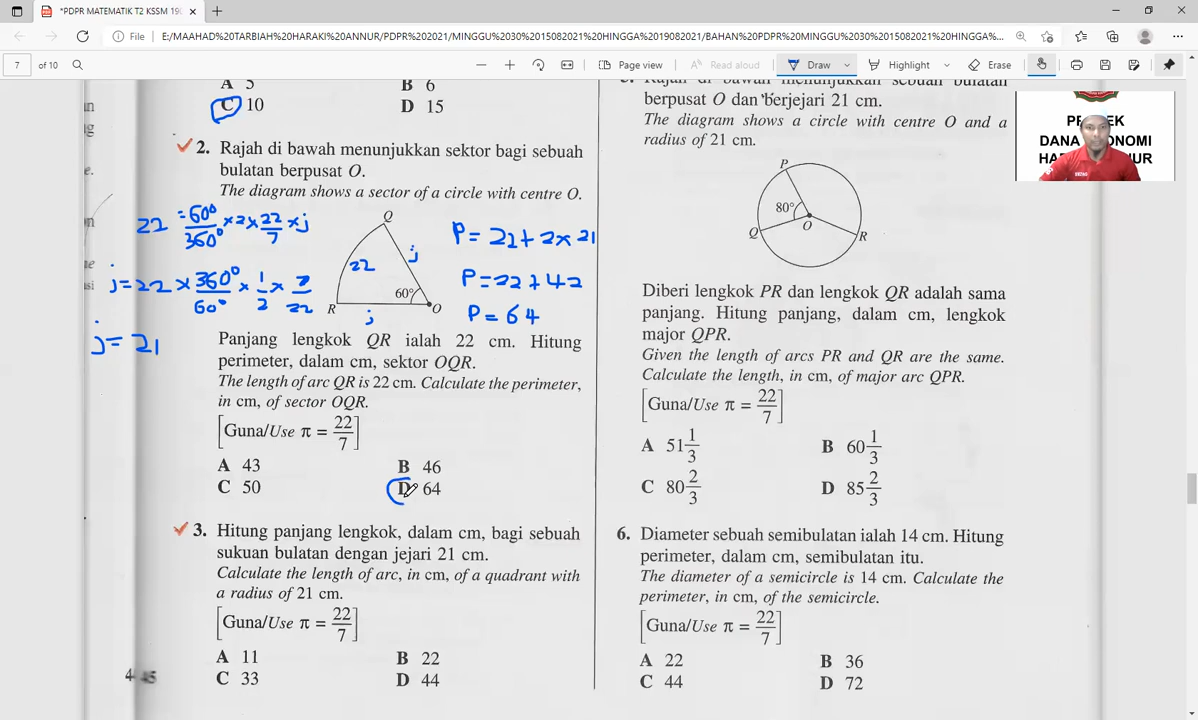 *PDPR MATEMATIK T2 KSSM 190
File
E:/MAAHAD%20TARBIAH%20HARAKI%20ANNUR/PDPR%202021/MINGGU%2030%2015082021%20HINGGA%2019082021/BAHAN%20PDPR%20MINGGU%2030%2015082021%20HINGGA%...
7 of 10
Page view
Read aloud
Draw
Highlight
Erase
A 5
B 6
C 10
D 15
2. Rajah di bawah menunjukkan sektor bagi sebuah
bulatan berpusat O.
The diagram shows a sector of a circle with centre O.
22 = 60°/360° × 2 × 22/7 × j
j = 22 × 360°/60° × 1/2 × 7/22
j = 21
Q
22
j
60°
R
O
j
P = 22 + 2 × 21
P = 22 + 42
P = 64
Panjang lengkok QR ialah 22 cm. Hitung
perimeter, dalam cm, sektor OQR.
The length of arc QR is 22 cm. Calculate the perimeter,
in cm, of sector OQR.
[Guna/Use π = 22/7]
A 43
B 46
C 50
D 64
3. Hitung panjang lengkok, dalam cm, bagi sebuah
sukuan bulatan dengan jejari 21 cm.
Calculate the length of arc, in cm, of a quadrant with
a radius of 21 cm.
[Guna/Use π = 22/7]
A 11
B 22
C 33
D 44
45
Rajah di bawah menunjukkan sebuah bulatan
berpusat O dan berjejari 21 cm.
The diagram shows a circle with centre O and a
radius of 21 cm.
P
80°
Q
O
R
Diberi lengkok PR dan lengkok QR adalah sama
panjang. Hitung panjang, dalam cm, lengkok
major QPR.
Given the length of arcs PR and QR are the same.
Calculate the length, in cm, of major arc QPR.
[Guna/Use π = 22/7]
A 51 1/3
B 60 1/3
C 80 2/3
D 85 2/3
6. Diameter sebuah semibulatan ialah 14 cm. Hitung
perimeter, dalam cm, semibulatan itu.
The diameter of a semicircle is 14 cm. Calculate the
perimeter, in cm, of the semicircle.
[Guna/Use π = 22/7]
A 22
B 36
C 44
D 72
DANA